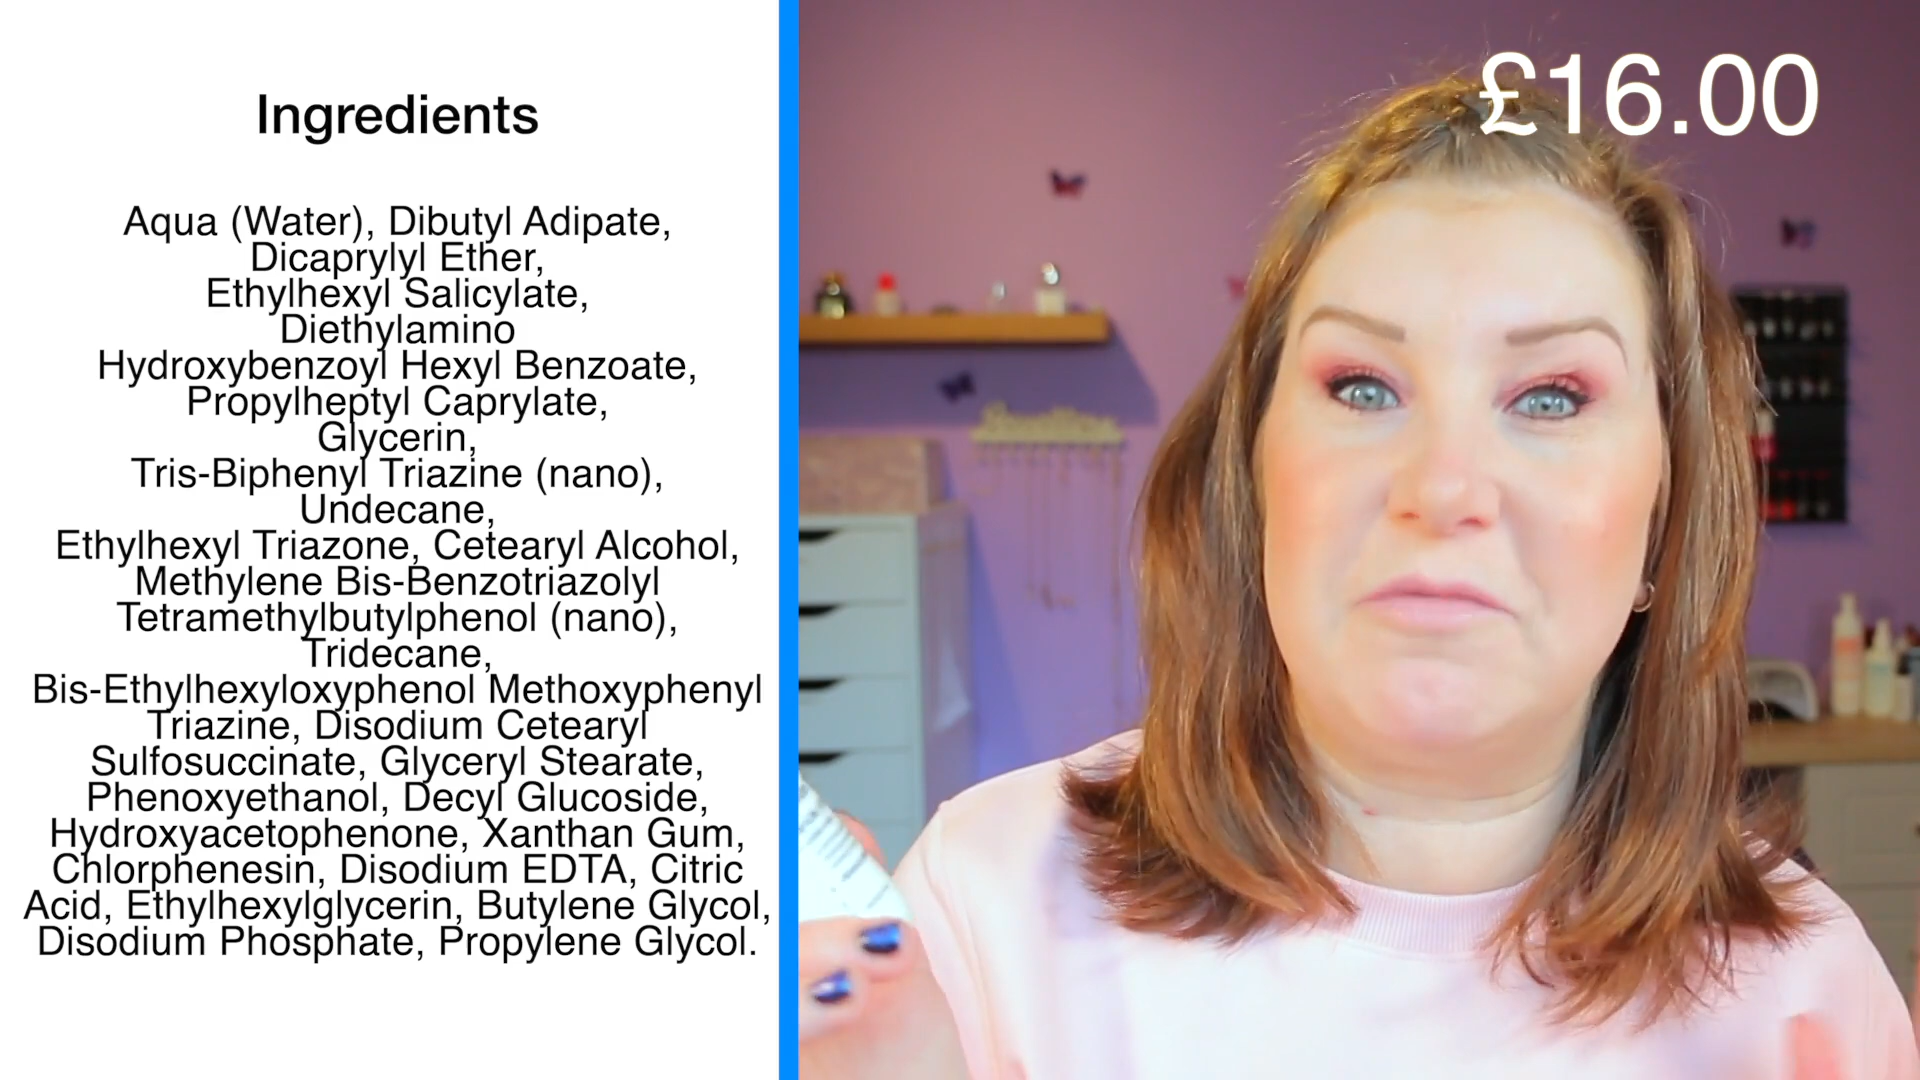 Ingredients
Aqua (Water), Dibutyl Adipate,
Dicaprylyl Ether,
Ethylhexyl Salicylate,
Diethylamino
Hydroxybenzoyl Hexyl Benzoate,
Propylheptyl Caprylate,
Glycerin,
Tris-Biphenyl Triazine (nano),
Undecane,
Ethylhexyl Triazone, Cetearyl Alcohol,
Methylene Bis-Benzotriazolyl
Tetramethylbutylphenol (nano),
Tridecane,
Bis-Ethylhexyloxyphenol Methoxyphenyl
Triazine, Disodium Cetearyl
Sulfosuccinate, Glyceryl Stearate,
Phenoxyethanol, Decyl Glucoside,
Hydroxyacetophenone, Xanthan Gum,
Chlorphenesin, Disodium EDTA, Citric
Acid, Ethylhexylglycerin, Butylene Glycol,
Disodium Phosphate, Propylene Glycol.
£16.00